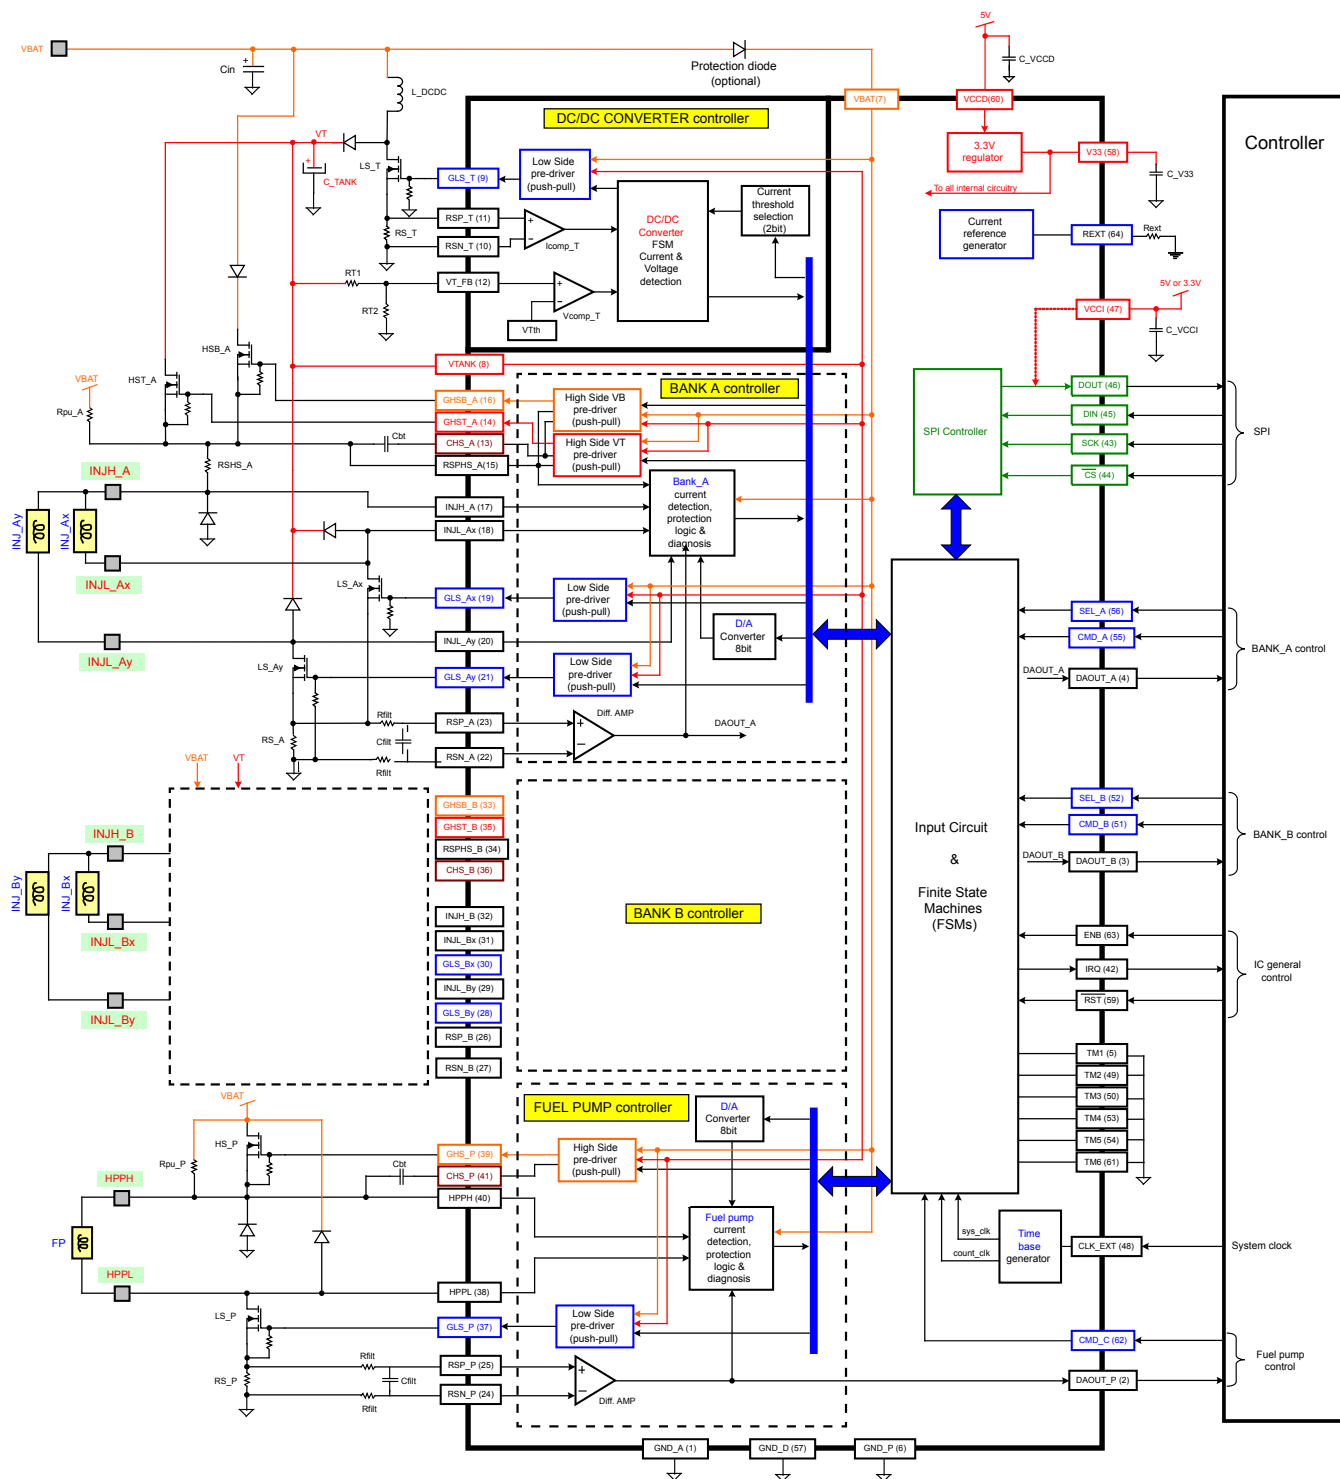 5V
VBAT
Cin
+
Protection diode
(optional)
C_VCCD
L_DCDC
VBAT(7)
VCCD(60)
Controller
DC/DC CONVERTER controller
VT
+
C_TANK
LS_T
GLS_T (9)
Low Side
pre-driver
(push-pull)
3.3V
regulator
V33 (58)
C_V33
To all internal circuitry
RSP_T (11)
RS_T
RSN_T (10)
+
−
Icomp_T
DC/DC
Converter
FSM
Current &
Voltage
detection
Current
threshold
selection
(2bit)
Current
reference
generator
REXT (64)
Rext
RT1
VT_FB (12)
RT2
+
−
Vcomp_T
VTth
5V or 3.3V
VCCI (47)
C_VCCI
HSB_A
HST_A
VTANK (8)
BANK A controller
VBAT
Rpu_A
GHSB_A (16)
GHST_A (14)
CHS_A (13)
RSPHS_A(15)
Cbt
High Side VB
pre-driver
(push-pull)
High Side VT
pre-driver
(push-pull)
SPI Controller
DOUT (46)
DIN (45)
SCK (43)
CS (44)
SPI
RSHS_A
INJH_A
INJ_Ay
INJ_Ax
INJH_A (17)
INJL_Ax (18)
Bank_A
current
detection,
protection
logic &
diagnosis
INJL_Ax
LS_Ax
GLS_Ax (19)
Low Side
pre-driver
(push-pull)
D/A
Converter
8bit
INJL_Ay
INJL_Ay (20)
LS_Ay
GLS_Ay (21)
Low Side
pre-driver
(push-pull)
SEL_A (56)
CMD_A (55)
DAOUT_A
DAOUT_A (4)
BANK_A control
Rfilt
RSP_A (23)
RS_A
Cfilt
Rfilt
RSN_A (22)
Diff. AMP
+
−
DAOUT_A
VBAT
VT
GHSB_B (33)
GHST_B (35)
RSPHS_B (34)
CHS_B (36)
INJH_B
INJ_By
INJ_Bx
INJL_Bx
INJL_By
INJH_B (32)
INJL_Bx (31)
GLS_Bx (30)
INJL_By (29)
GLS_By (28)
RSP_B (26)
RSN_B (27)
BANK B controller
Input Circuit
&
Finite State
Machines
(FSMs)
SEL_B (52)
CMD_B (51)
DAOUT_B
DAOUT_B (3)
BANK_B control
ENB (63)
IRQ (42)
RST (59)
IC general
control
TM1 (5)
TM2 (49)
TM3 (50)
TM4 (53)
TM5 (54)
TM6 (61)
VBAT
HS_P
Rpu_P
FUEL PUMP controller
D/A
Converter
8bit
GHS_P (39)
CHS_P (41)
HPPH (40)
Cbt
High Side
pre-driver
(push-pull)
HPPH
FP
HPPL
Fuel pump
current
detection,
protection
logic &
diagnosis
sys_clk
count_clk
Time
base
generator
CLK_EXT (48)
System clock
HPPL (38)
LS_P
GLS_P (37)
Low Side
pre-driver
(push-pull)
Rfilt
RSP_P (25)
RS_P
Cfilt
Rfilt
RSN_P (24)
+
−
Diff. AMP
CMD_C (62)
DAOUT_P (2)
Fuel pump
control
GND_A (1)
GND_D (57)
GND_P (6)